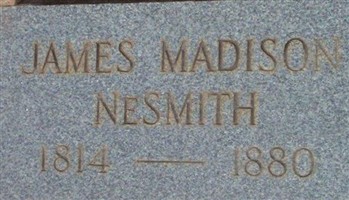 JAMES MADISON
NeSMITH
1814 — 1880